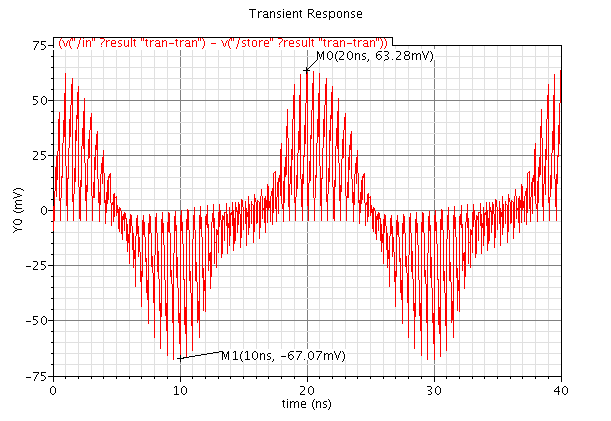 Transient Response
(v("/in" ?result "tran-tran") - v("/store" ?result "tran-tran"))
M0(20ns, 63.28mV)
75
50
25
0
-25
-50
-75
Y0 (mV)
M1(10ns, -67.07mV)
0 10 20 30 40
time (ns)